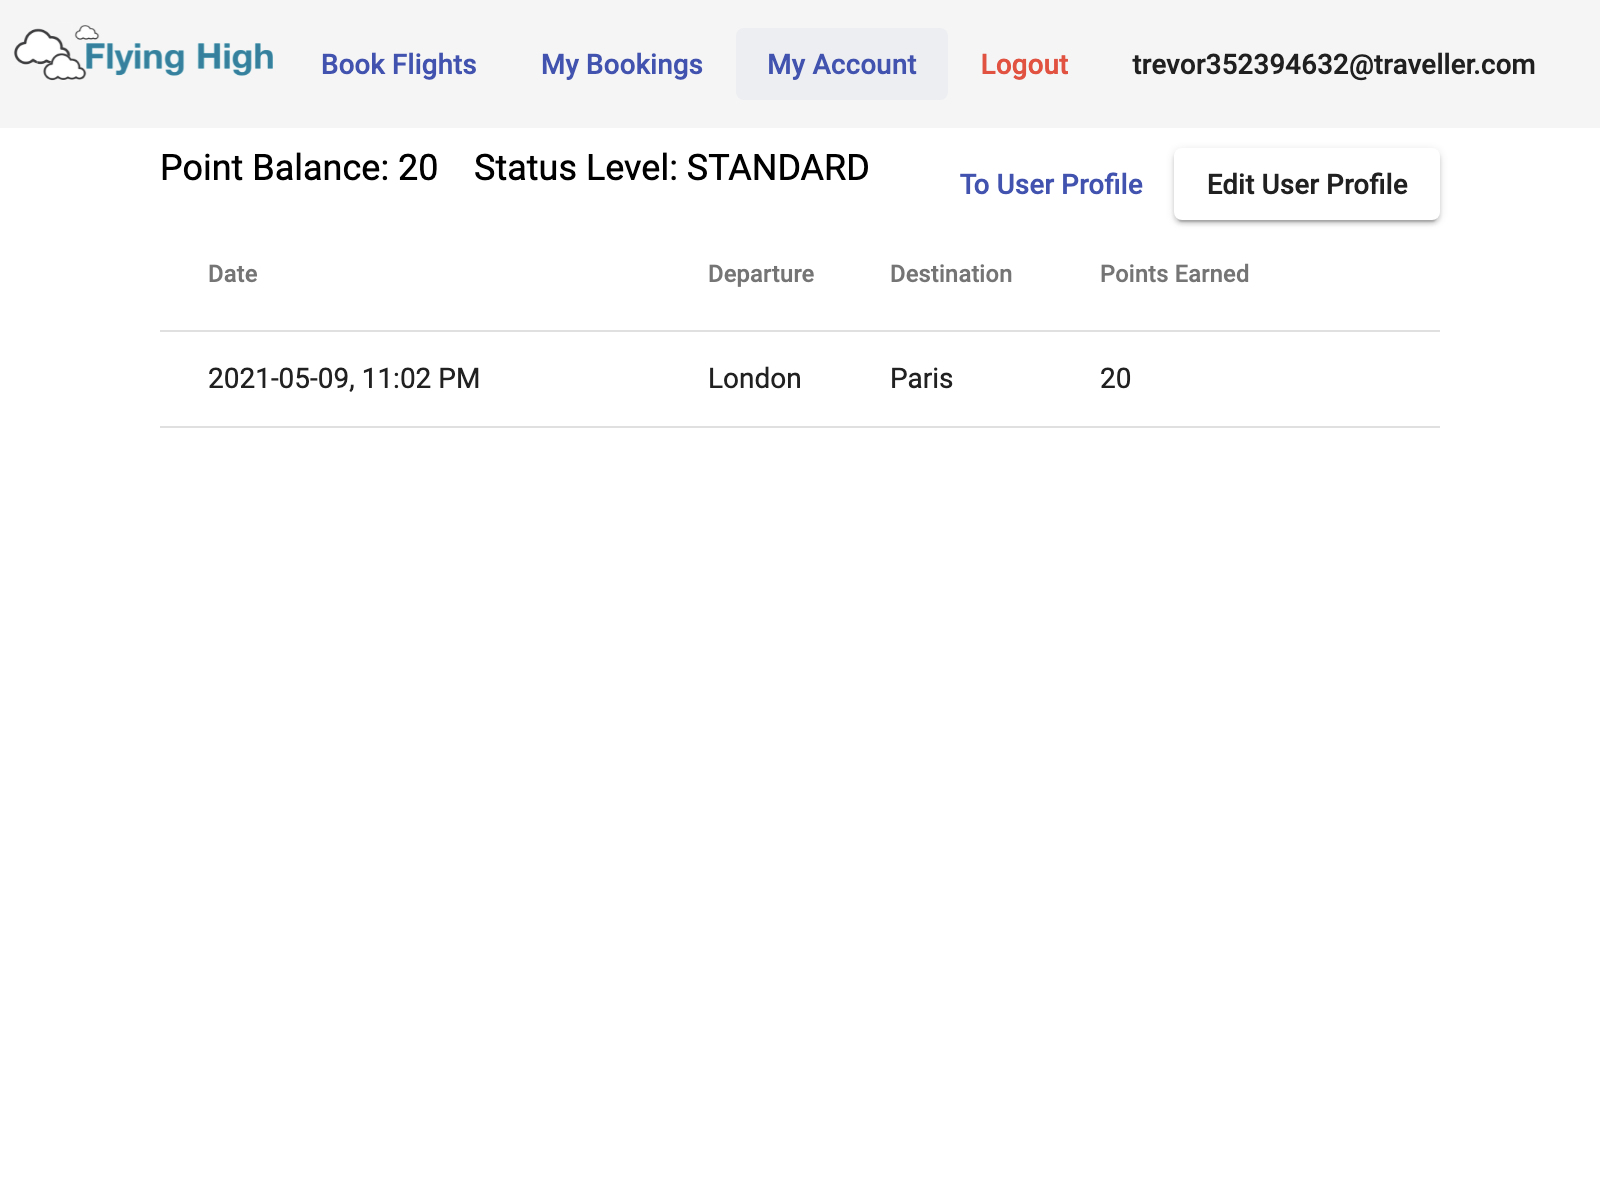 Flying High Book Flights My Bookings My Account Logout trevor352394632@traveller.com
Point Balance: 20 Status Level: STANDARD To User Profile Edit User Profile
Date Departure Destination Points Earned
2021-05-09, 11:02 PM London Paris 20